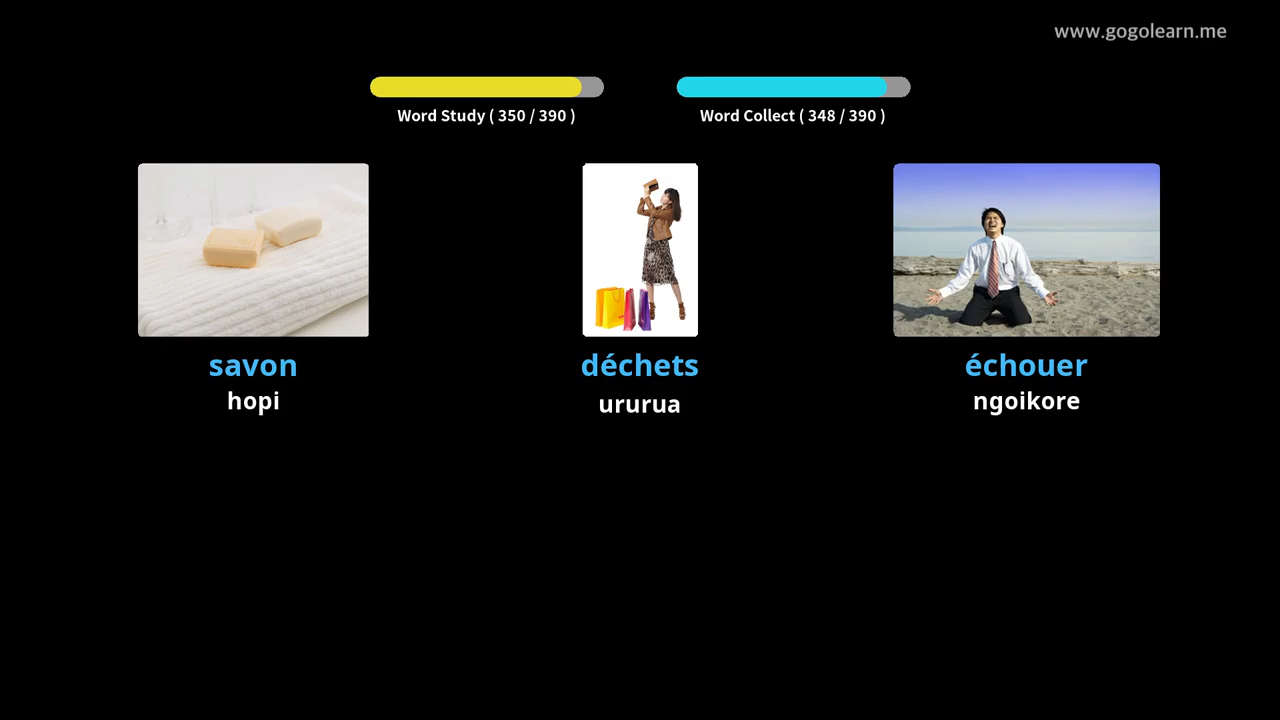 www.gogolearn.me
Word Study ( 350 / 390 )
Word Collect ( 348 / 390 )
savon
déchets
échouer
hopi
ururua
ngoikore